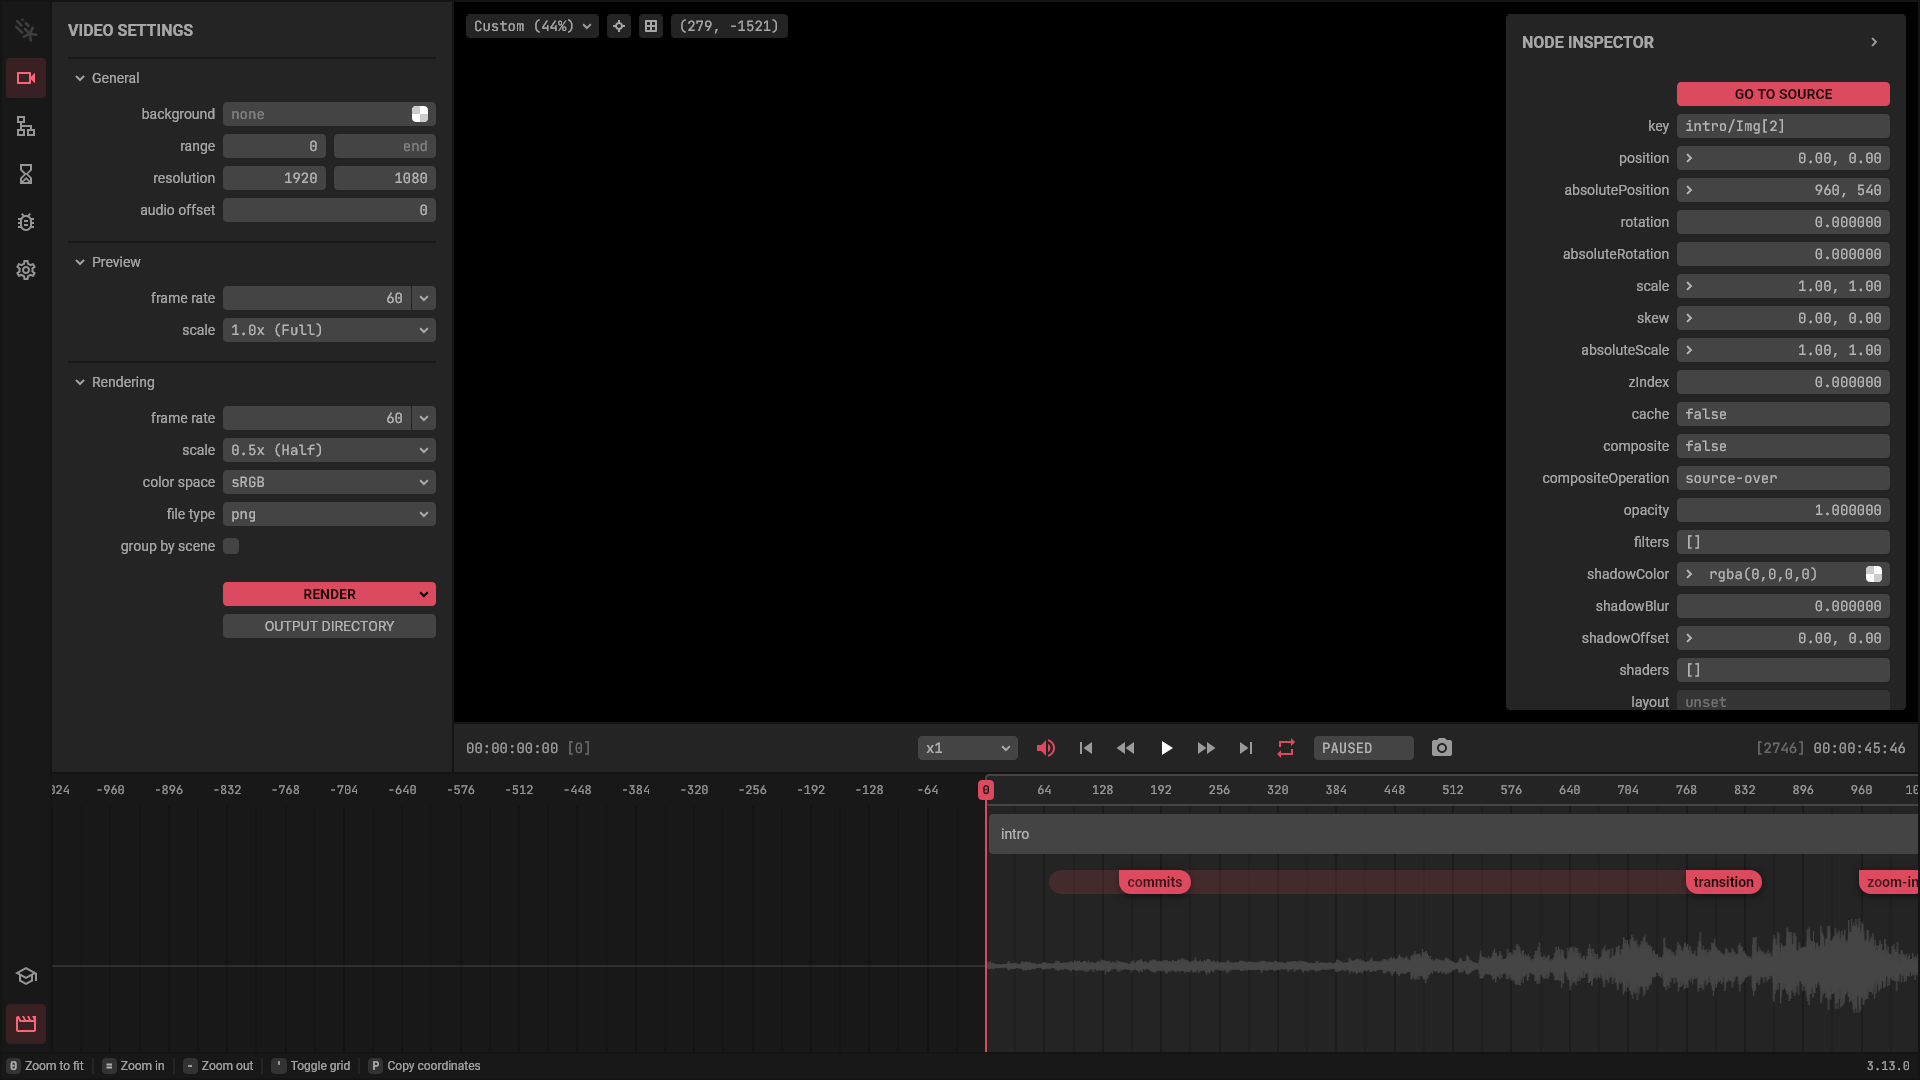 VIDEO SETTINGS
General
background none
range 0 end
resolution 1920 1080
audio offset 0
Preview
frame rate 60
scale 1.0x (Full)
Rendering
frame rate 60
scale 0.5x (Half)
color space sRGB
file type png
group by scene
RENDER
OUTPUT DIRECTORY
Custom (44%) (279, -1521)
NODE INSPECTOR
GO TO SOURCE
key intro/Img[2]
position 0.00, 0.00
absolutePosition 960, 540
rotation 0.000000
absoluteRotation 0.000000
scale 1.00, 1.00
skew 0.00, 0.00
absoluteScale 1.00, 1.00
zIndex 0.000000
cache false
composite false
compositeOperation source-over
opacity 1.000000
filters []
shadowColor rgba(0,0,0,0)
shadowBlur 0.000000
shadowOffset 0.00, 0.00
shaders []
layout unset
00:00:00:00 [0] x1 PAUSED [2746] 00:00:45:46
024 -960 -896 -832 -768 -704 -640 -576 -512 -448 -384 -320 -256 -192 -128 -64 0 64 128 192 256 320 384 448 512 576 640 704 768 832 896 960 10
intro
commits transition zoom-in
0 Zoom to fit = Zoom in - Zoom out ' Toggle grid P Copy coordinates 3.13.0